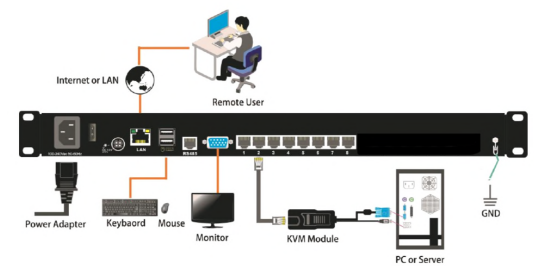 Internet or LAN
Remote User
LAN
RS485
1 2 3 4 5 6 7 8
Power Adapter
Keybaord
Mouse
Monitor
KVM Module
GND
PC or Server